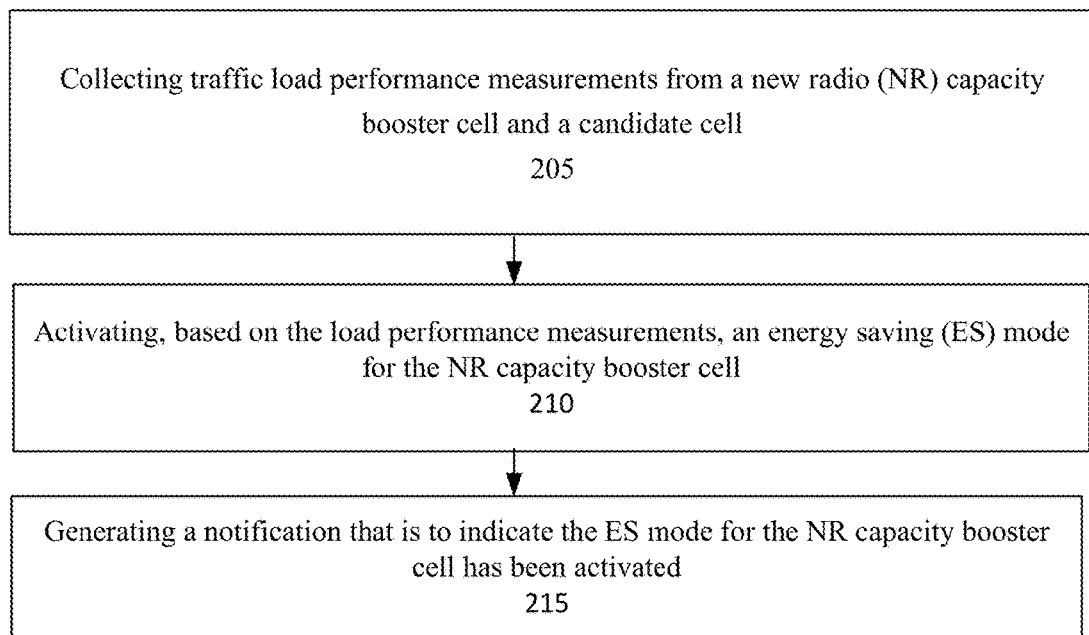 Collecting traffic load performance measurements from a new radio (NR) capacity
booster cell and a candidate cell
205
Activating, based on the load performance measurements, an energy saving (ES) mode
for the NR capacity booster cell
210
Generating a notification that is to indicate the ES mode for the NR capacity booster
cell has been activated
215